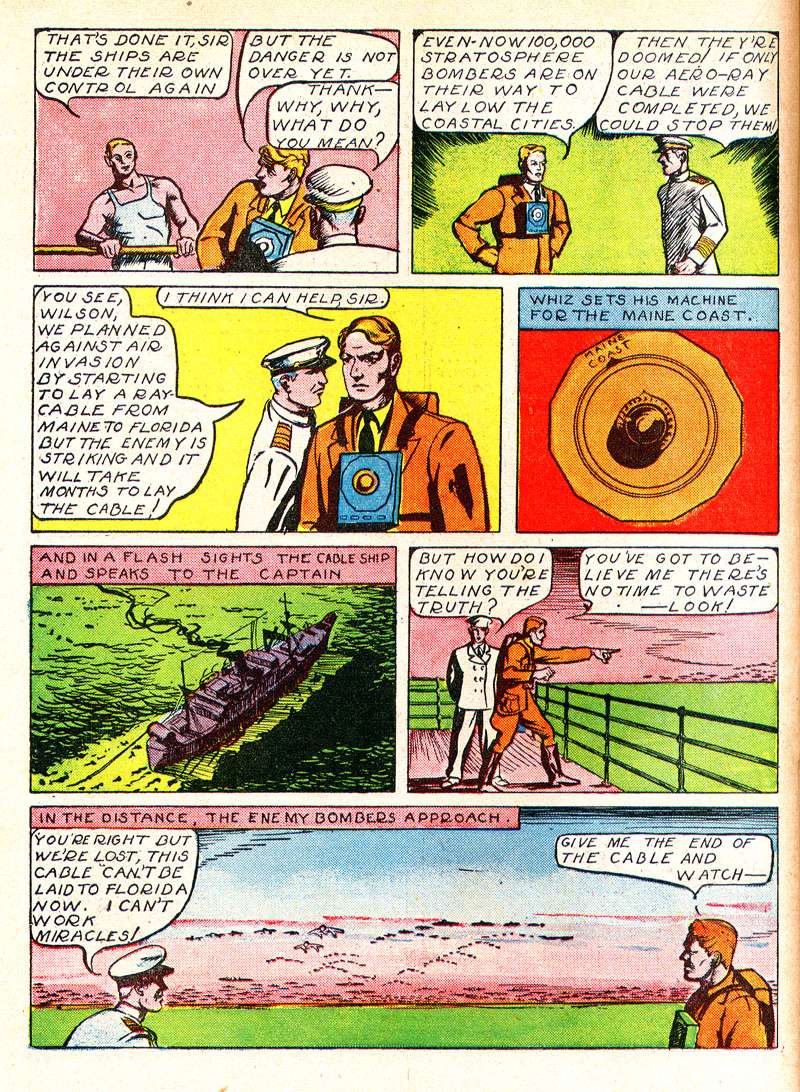 THAT'S DONE IT, SIR
THE SHIPS ARE
UNDER THEIR OWN
CONTROL AGAIN
BUT THE
DANGER IS NOT
OVER YET.
THANK—
WHY, WHY,
WHAT DO
YOU MEAN?
EVEN-NOW 100,000
STRATOSPHERE
BOMBERS ARE ON
THEIR WAY TO
LAY LOW THE
COASTAL CITIES.
THEN THEY'RE
DOOMED! IF ONLY
OUR AERO-RAY
CABLE WERE
COMPLETED, WE
COULD STOP THEM!
YOU SEE,
WILSON,
WE PLANNED
AGAINST AIR
INVASION
BY STARTING
TO LAY A RAY-
CABLE FROM
MAINE TO FLORIDA
BUT THE ENEMY IS
STRIKING AND IT
WILL TAKE
MONTHS TO LAY
THE CABLE!
I THINK I CAN HELP, SIR.
WHIZ SETS HIS MACHINE
FOR THE MAINE COAST.
MAINE
COAST
AND IN A FLASH SIGHTS THE CABLE SHIP
AND SPEAKS TO THE CAPTAIN
BUT HOW DO I
KNOW YOU'RE
TELLING THE
TRUTH?
YOU'VE GOT TO BE-
LIEVE ME THERE'S
NO TIME TO WASTE
—LOOK!
IN THE DISTANCE, THE ENEMY BOMBERS APPROACH.
YOU'RE RIGHT BUT
WE'RE LOST, THIS
CABLE CAN'T BE
LAID TO FLORIDA
NOW. I CAN'T
WORK
MIRACLES!
GIVE ME THE END OF
THE CABLE AND
WATCH—